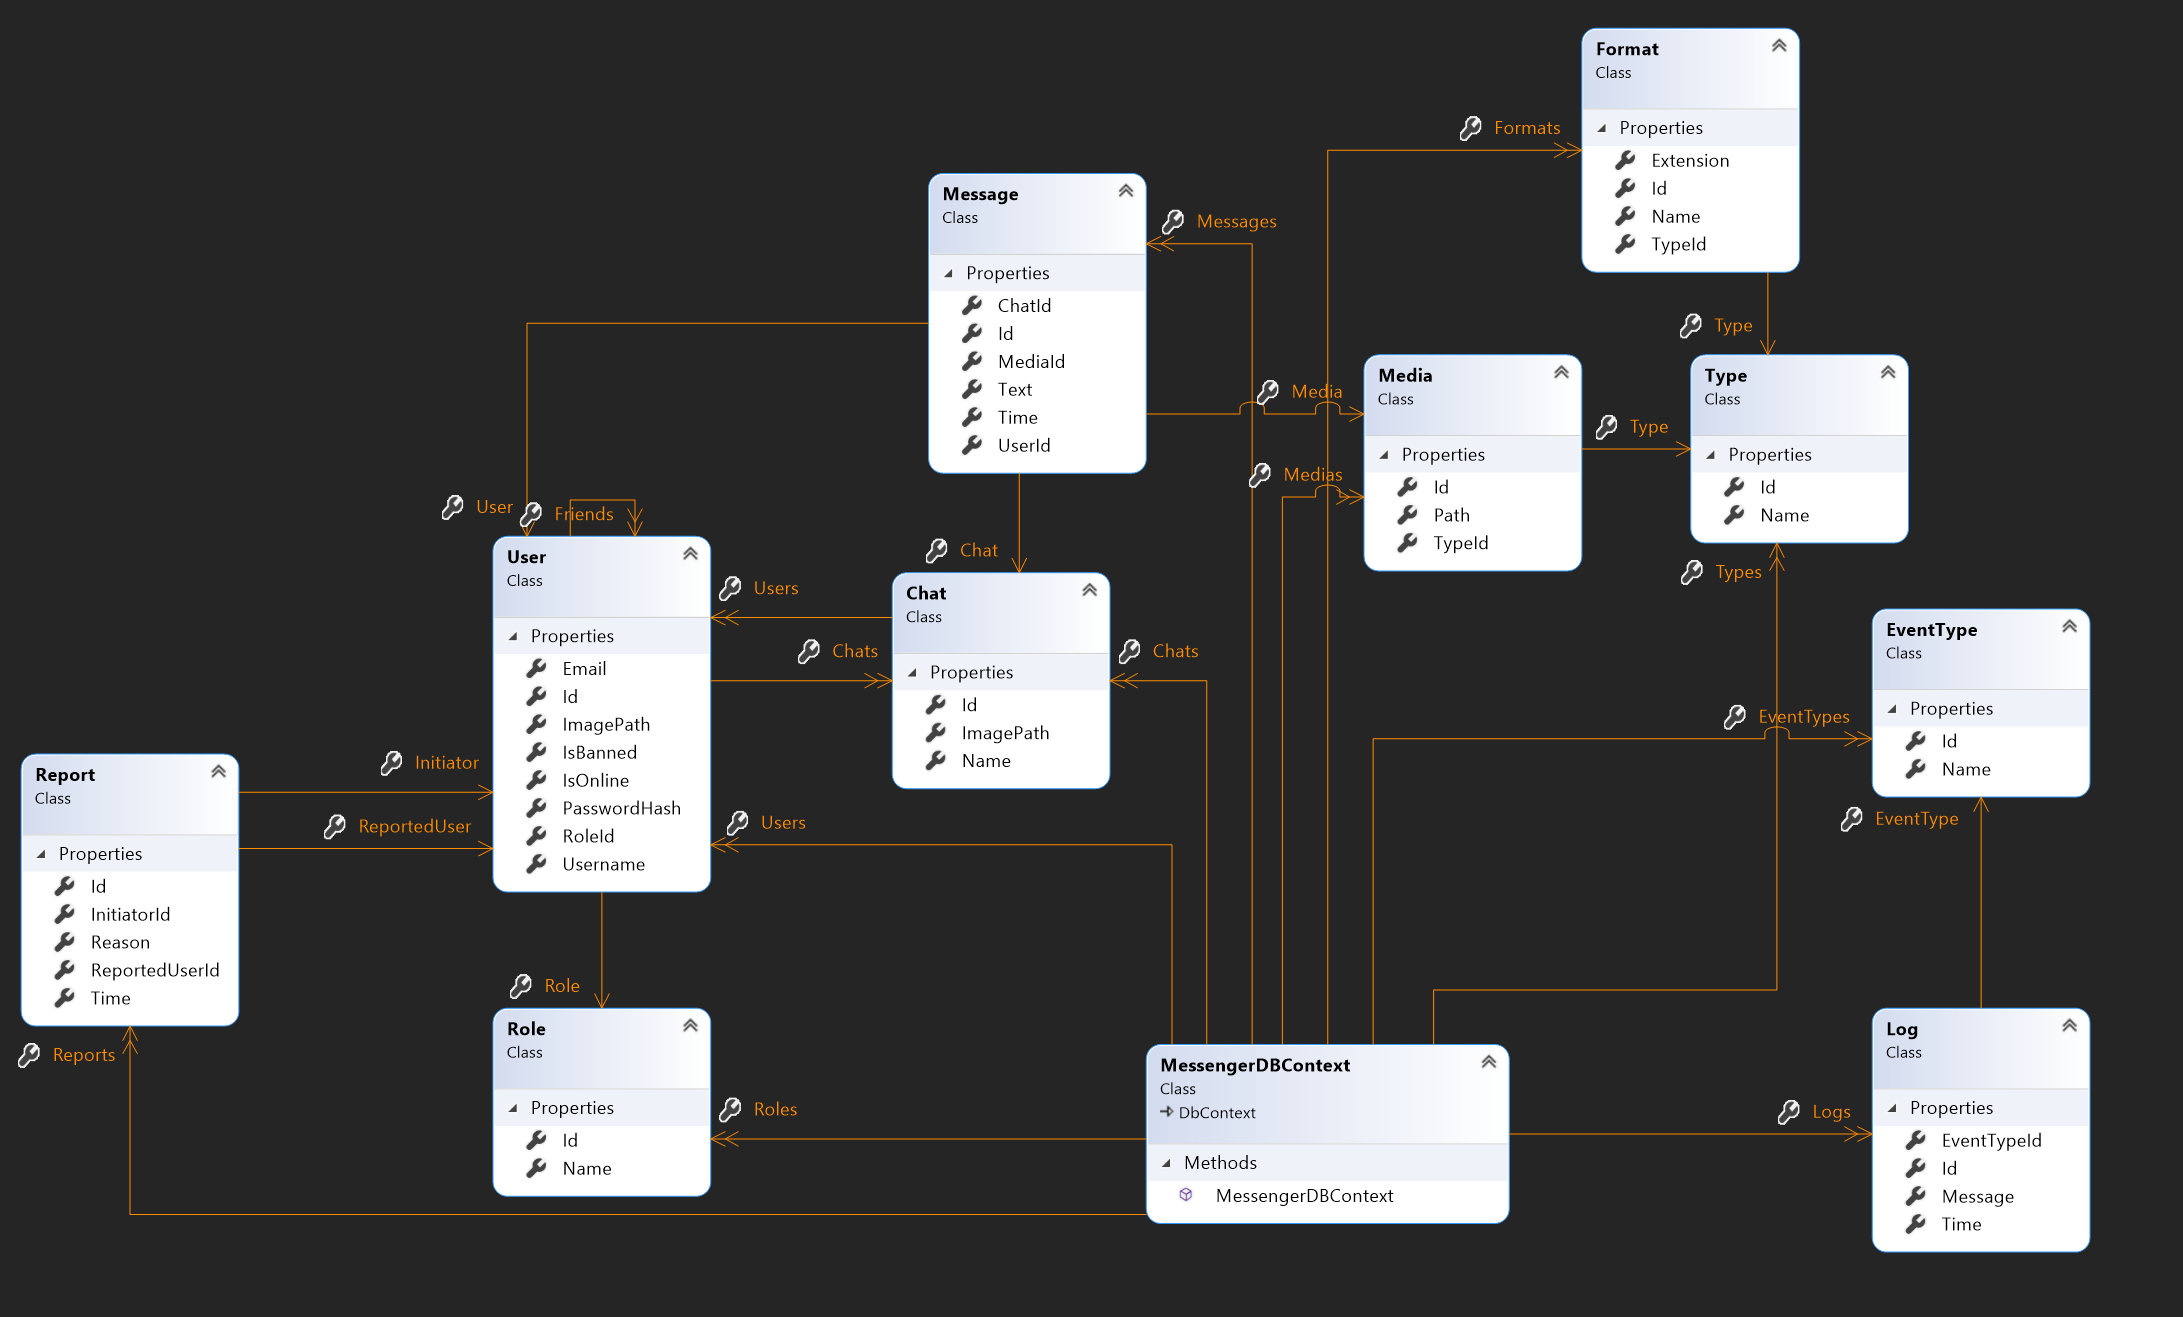 Format
Class
Properties
Extension
Id
Name
TypeId
Formats
Message
Class
Properties
ChatId
Id
MediaId
Text
Time
UserId
Messages
Type
Media
Class
Properties
Id
Path
TypeId
Media
Medias
Type
Type
Class
Properties
Id
Name
Types
User
Friends
User
Class
Properties
Email
Id
ImagePath
IsBanned
IsOnline
PasswordHash
RoleId
Username
Users
Chats
Chat
Chat
Class
Properties
Id
ImagePath
Name
Chats
Users
EventType
Class
Properties
Id
Name
EventTypes
EventType
Report
Class
Properties
Id
InitiatorId
Reason
ReportedUserId
Time
Initiator
ReportedUser
Reports
Role
Role
Class
Properties
Id
Name
Roles
MessengerDBContext
Class
DbContext
Methods
MessengerDBContext
Logs
Log
Class
Properties
EventTypeId
Id
Message
Time